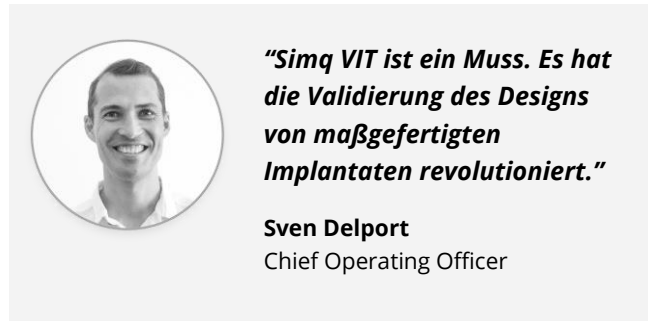 “Simq VIT ist ein Muss. Es hat
die Validierung des Designs
von maßgefertigten
Implantaten revolutioniert.”
Sven Delport
Chief Operating Officer